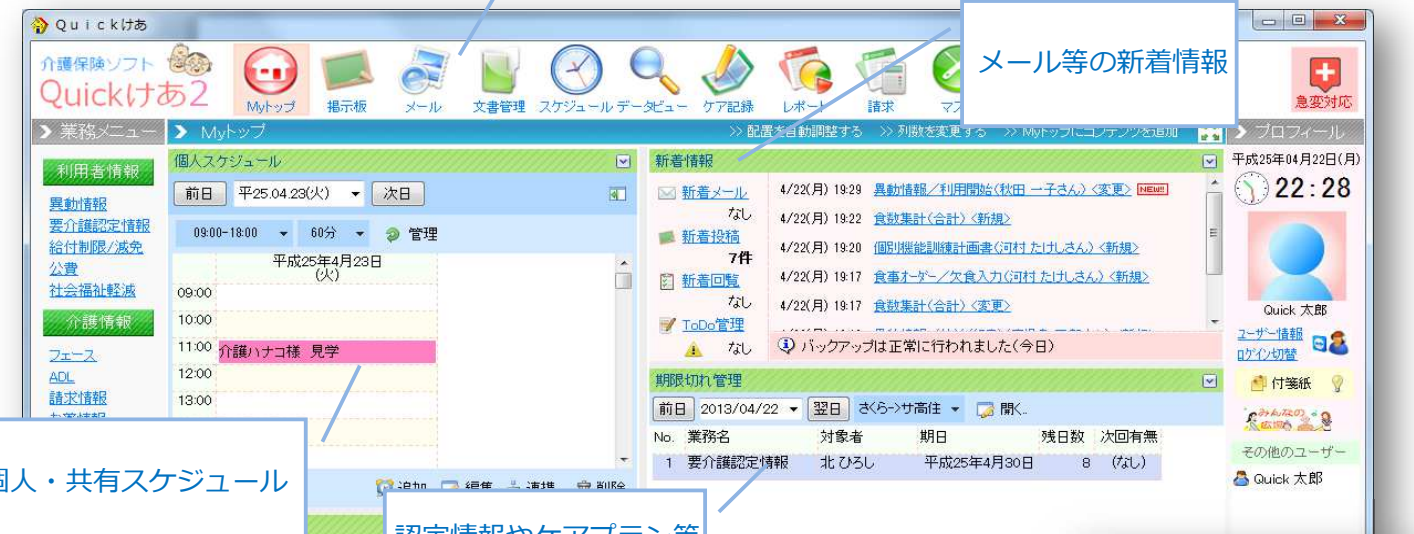 Quickけあ
メール等の新着情報
介護保険ソフト
Quickけあ2
Myトップ
掲示板
メール
文書管理
スケジュール
データビュー
ケア記録
レポート
請求
急変対応
業務メニュー
Myトップ
>> 配置を自動調整する >> 列数を変更する >> Myトップにコンテンツを追加
プロフィール
利用者情報
異動情報
要介護認定情報
給付制限/減免
公費
社会福祉軽減
介護情報
フェース
ADL
請求情報
個人スケジュール
前日 平25.04.23(火) 次日
09:00-18:00 60分 管理
平成25年4月23日
(火)
09:00
10:00
11:00 介護ハナコ様 見学
12:00
13:00
個人・共有スケジュール
追加 編集 連携 削除
新着情報
新着メール
なし
新着投稿
7件
新着回覧
なし
ToDo管理
なし
4/22(月) 19:29 異動情報/利用開始(秋田 一子さん)<変更> NEW!!
4/22(月) 19:22 食数集計(合計)<新規>
4/22(月) 19:20 個別機能訓練計画書(河村 たけしさん)<新規>
4/22(月) 19:17 食事オーダー/欠食入力(河村 たけしさん)<新規>
4/22(月) 19:17 食数集計(合計)<変更>
バックアップは正常に行われました(今日)
期限切れ管理
前日 2013/04/22 翌日 さくら->サ高住 開く..
No. 業務名 対象者 期日 残日数 次回有無
1 要介護認定情報 北 ひろし 平成25年4月30日 8 (なし)
認定情報やケアプラン等
平成25年04月22日(月)
22:28
Quick 太郎
ユーザー情報
ログイン切替
付箋紙
みんなの
広場
その他のユーザー
Quick 太郎